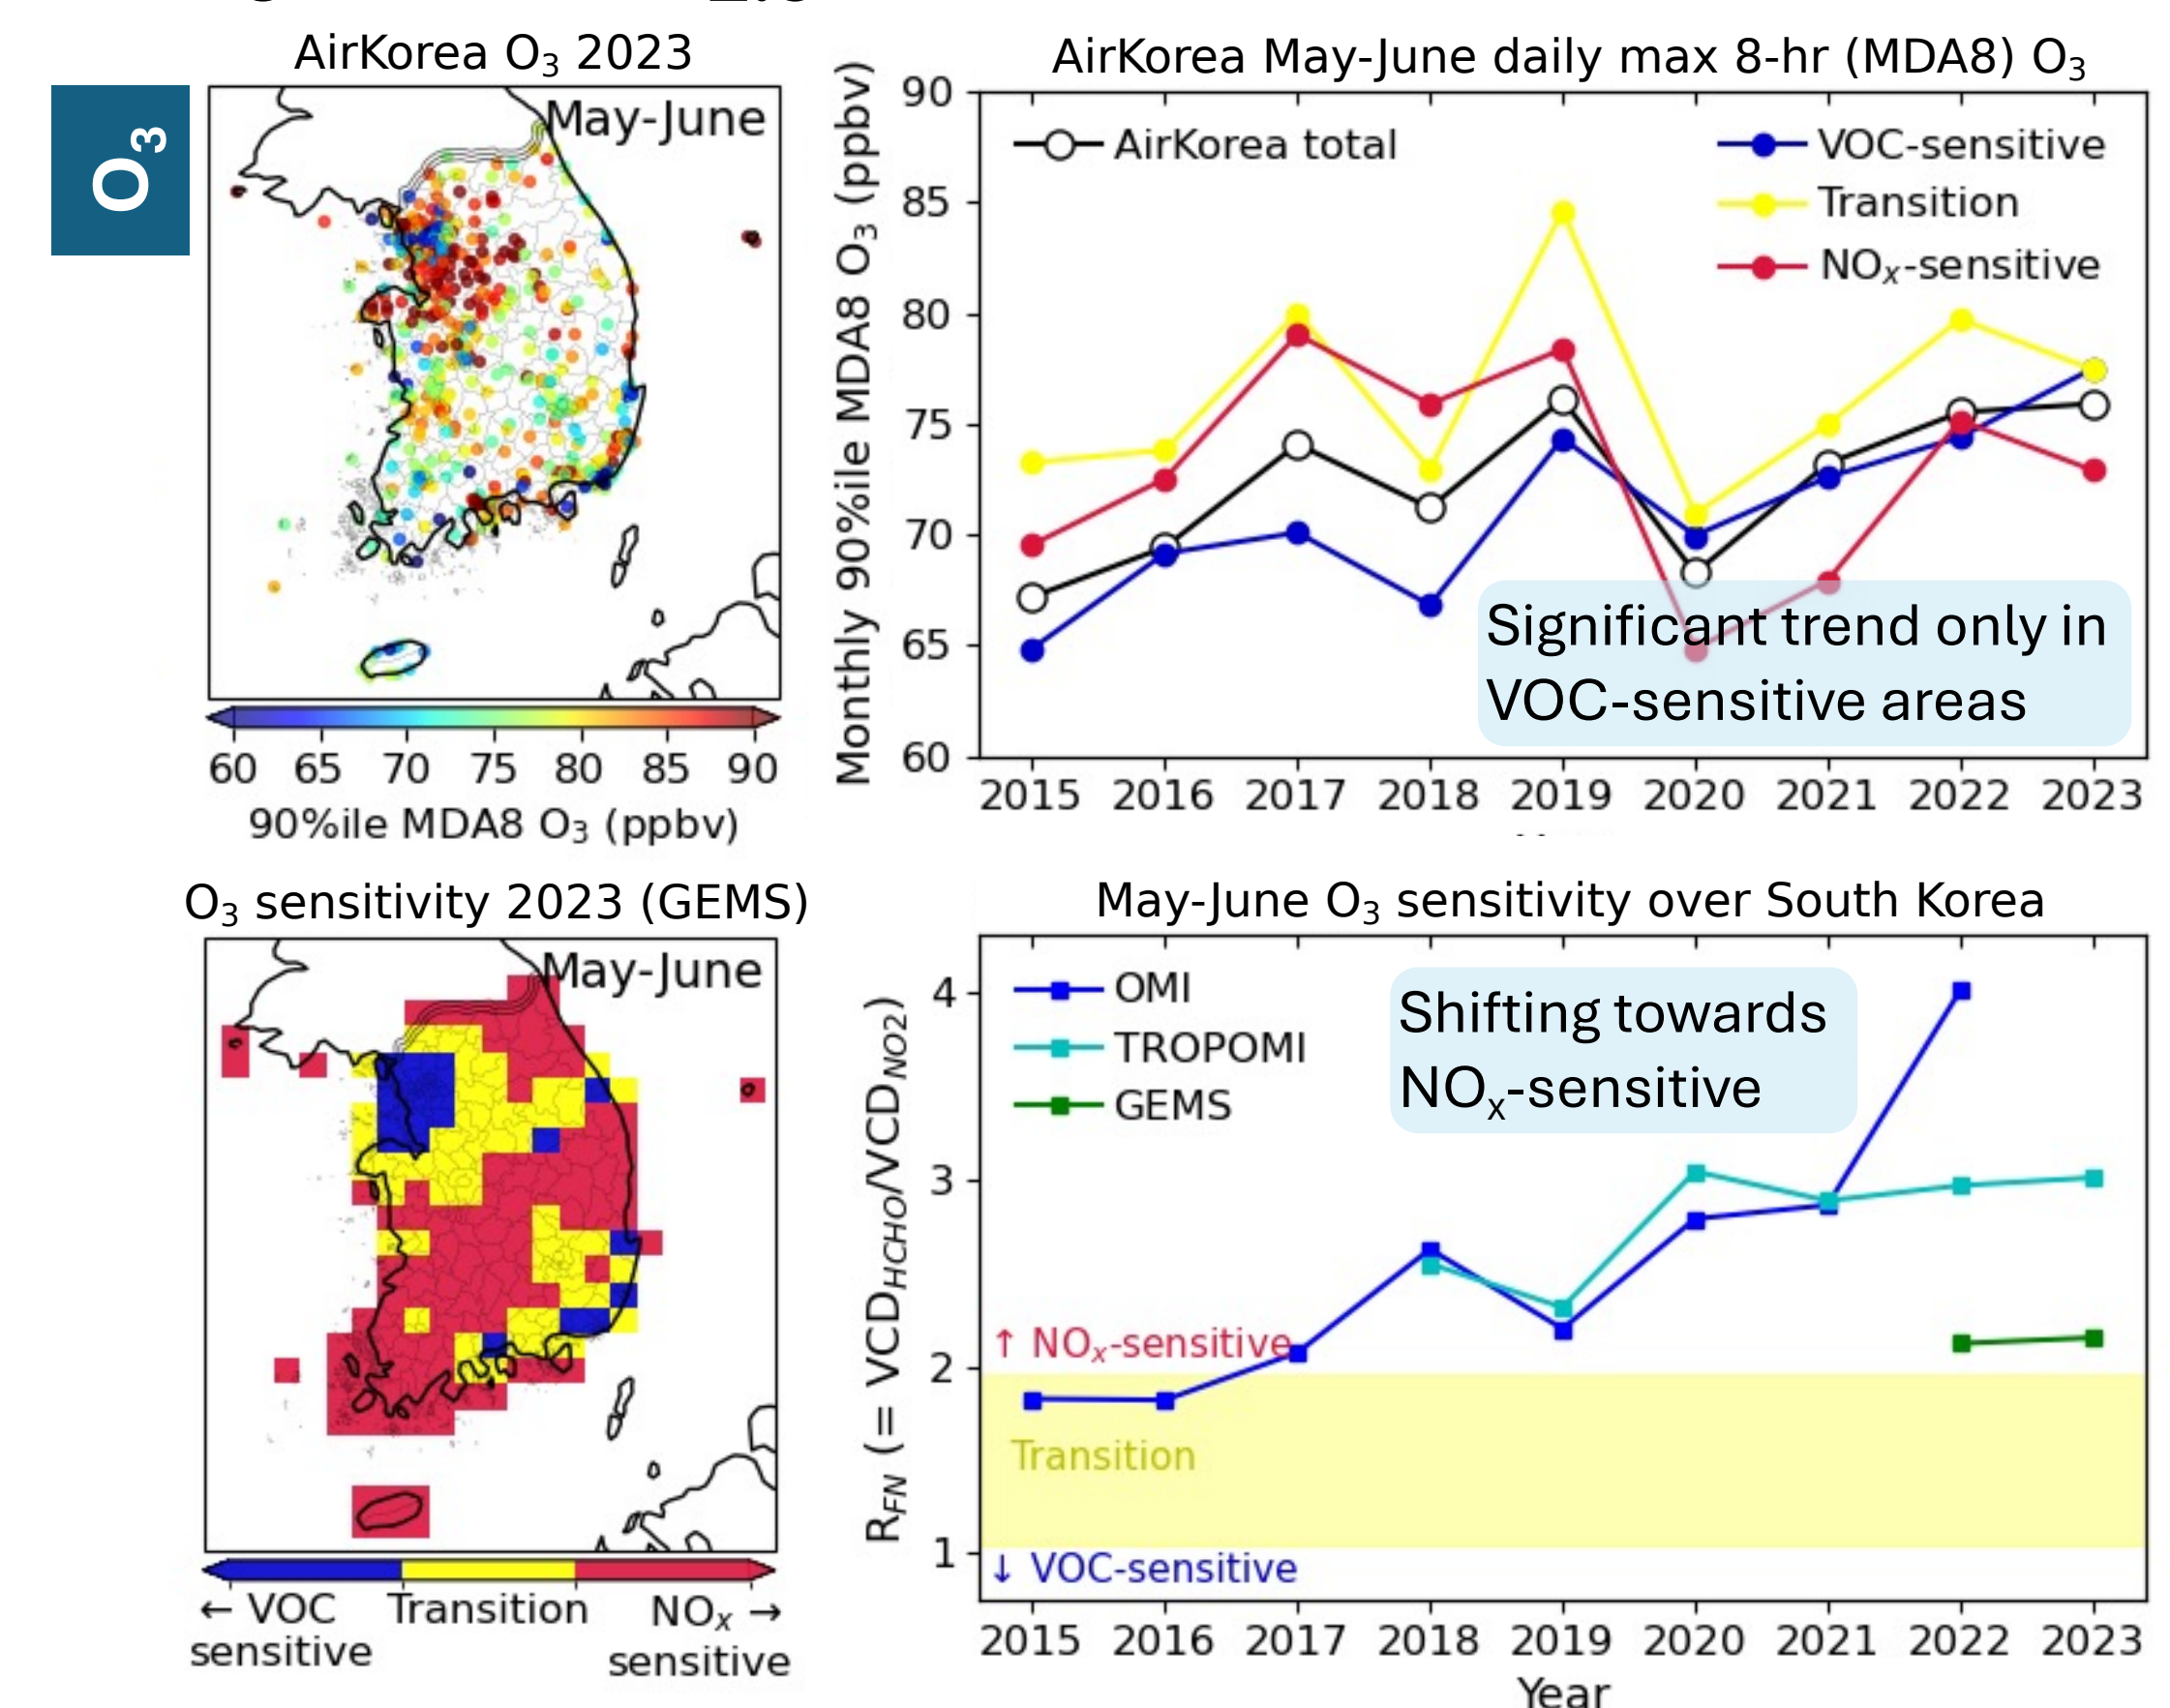 O₃
AirKorea O₃ 2023
May-June
60 65 70 75 80 85 90
90%ile MDA8 O₃ (ppbv)
AirKorea May-June daily max 8-hr (MDA8) O₃
Monthly 90%ile MDA8 O₃ (ppbv)
90
85
80
75
70
65
60
AirKorea total
VOC-sensitive
Transition
NOₓ-sensitive
Significant trend only in
VOC-sensitive areas
2015 2016 2017 2018 2019 2020 2021 2022 2023
O₃ sensitivity 2023 (GEMS)
May-June
← VOC
sensitive
Transition
NOₓ →
sensitive
May-June O₃ sensitivity over South Korea
R_FN (= VCD_HCHO/VCD_NO2)
4
3
2
1
OMI
TROPOMI
GEMS
Shifting towards
NOₓ-sensitive
↑ NOₓ-sensitive
Transition
↓ VOC-sensitive
2015 2016 2017 2018 2019 2020 2021 2022 2023
Year